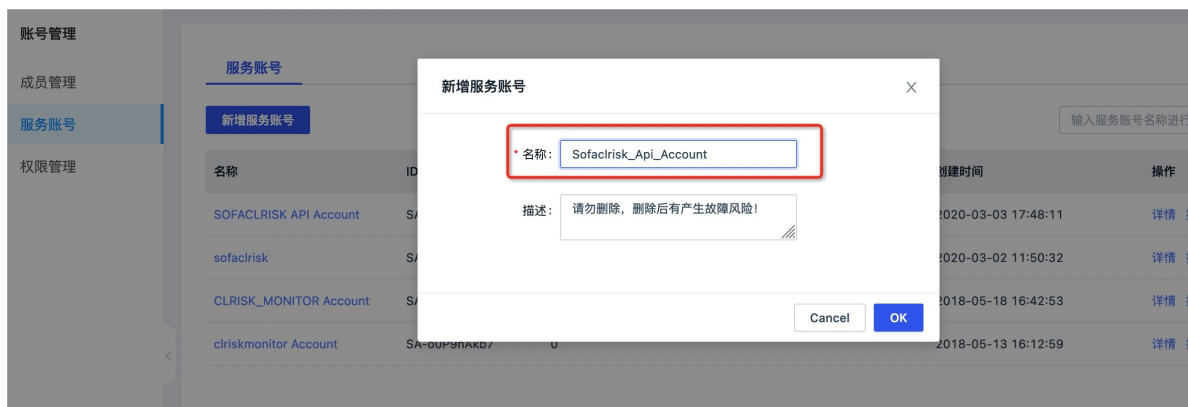 账号管理
成员管理
服务账号
权限管理
服务账号
新增服务账号
输入服务账号名称进行
名称 ID 创建时间 操作
SOFACLRISK API Account SA 2020-03-03 17:48:11 详情
sofaclrisk SA 2020-03-02 11:50:32 详情
CLRISK_MONITOR Account SA 2018-05-18 16:42:53 详情
clriskmonitor Account 0 2018-05-13 16:12:59 详情
新增服务账号
* 名称: Sofaclrisk_Api_Account
描述: 请勿删除，删除后有产生故障风险!
Cancel OK